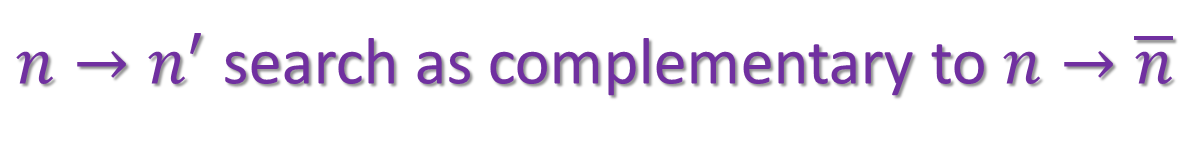 n → n′ search as complementary to n → n̅